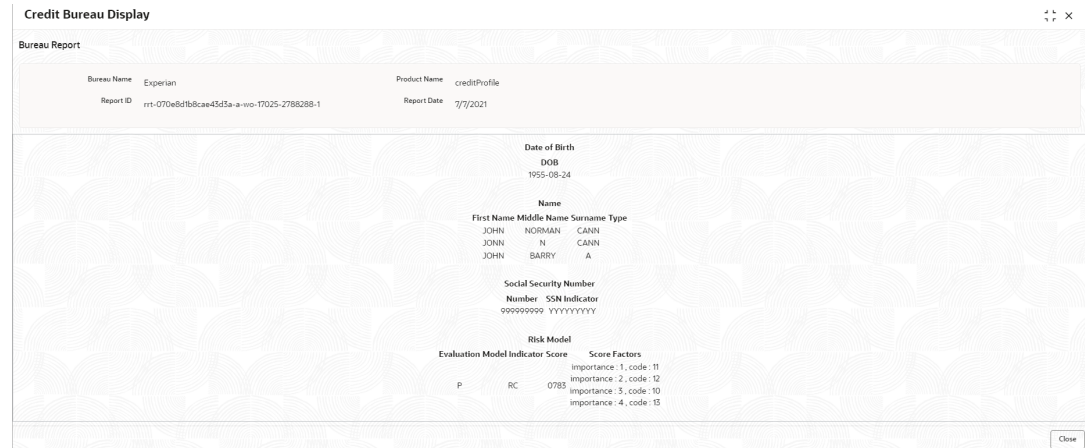 Credit Bureau Display
Bureau Report
Bureau Name Experian Product Name creditProfile
Report ID rrt-070e8d1b8cae43d3a-a-wo-17025-2788288-1 Report Date 7/7/2021
Date of Birth
DOB
1955-08-24
Name
First Name Middle Name Surname Type
JOHN NORMAN CANN
JONN N CANN
JOHN BARRY A
Social Security Number
Number SSN Indicator
999999999 YYYYYYYYY
Risk Model
Evaluation Model Indicator Score Score Factors
importance : 1 , code : 11
importance : 2 , code : 12
P RC 0783
importance : 3 , code : 10
importance : 4 , code : 13
Close